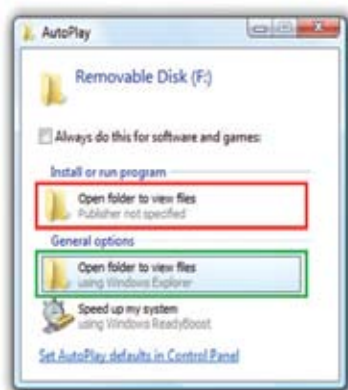 AutoPlay
Removable Disk (F:)
Always do this for software and games:
Install or run program
Open folder to view files
Publisher not specified
General options
Open folder to view files
using Windows Explorer
Speed up my system
using Windows ReadyBoost
Set AutoPlay defaults in Control Panel